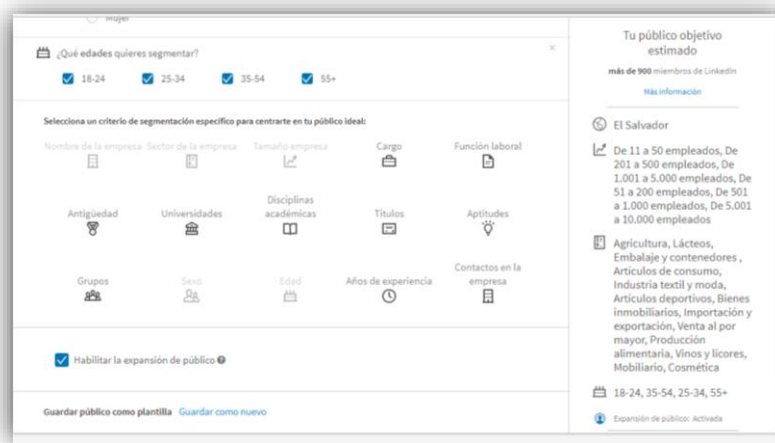 Mujer
¿Qué edades quieres segmentar?
18-24 25-34 35-54 55+
Selecciona un criterio de segmentación específico para centrarte en tu público ideal:
Nombre de la empresa Sector de la empresa Tamaño empresa Cargo Función laboral
Antigüedad Universidades Disciplinas académicas Títulos Aptitudes
Grupos Sexo Edad Años de experiencia Contactos en la empresa
Habilitar la expansión de público
Guardar público como plantilla Guardar como nuevo
Tu público objetivo
estimado
más de 900 miembros de LinkedIn
Más información
El Salvador
De 11 a 50 empleados, De
201 a 500 empleados, De
1.001 a 5.000 empleados, De
51 a 200 empleados, De 501
a 1.000 empleados, De 5.001
a 10.000 empleados
Agricultura, Lácteos,
Embalaje y contenedores ,
Artículos de consumo,
Industria textil y moda,
Artículos deportivos, Bienes
inmobiliarios, Importación y
exportación, Venta al por
mayor, Producción
alimentaria, Vinos y licores,
Mobiliario, Cosmética
18-24, 35-54, 25-34, 55+
Expansión de público: Activada